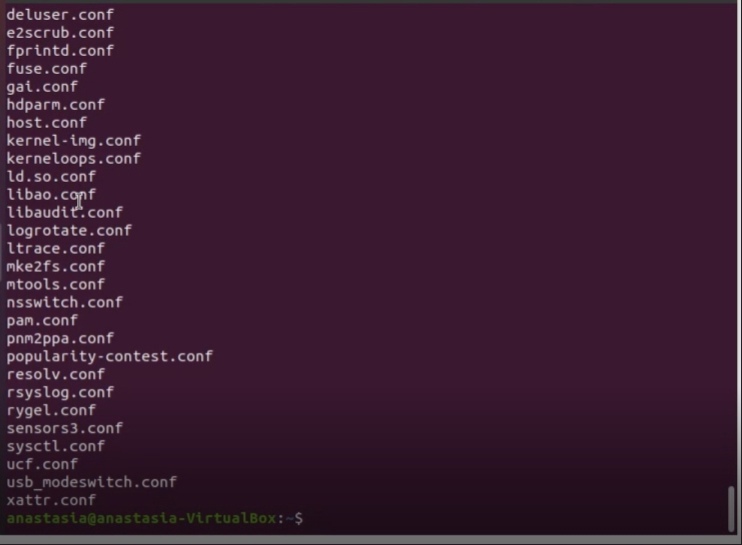 deluser.conf
e2scrub.conf
fprintd.conf
fuse.conf
gai.conf
hdparm.conf
host.conf
kernel-img.conf
kerneloops.conf
ld.so.conf
libao.conf
libaudit.conf
logrotate.conf
ltrace.conf
mke2fs.conf
mtools.conf
nsswitch.conf
pam.conf
pnm2ppa.conf
popularity-contest.conf
resolv.conf
rsyslog.conf
rygel.conf
sensors3.conf
sysctl.conf
ucf.conf
usb_modeswitch.conf
xattr.conf
anastasia@anastasia-VirtualBox:~$